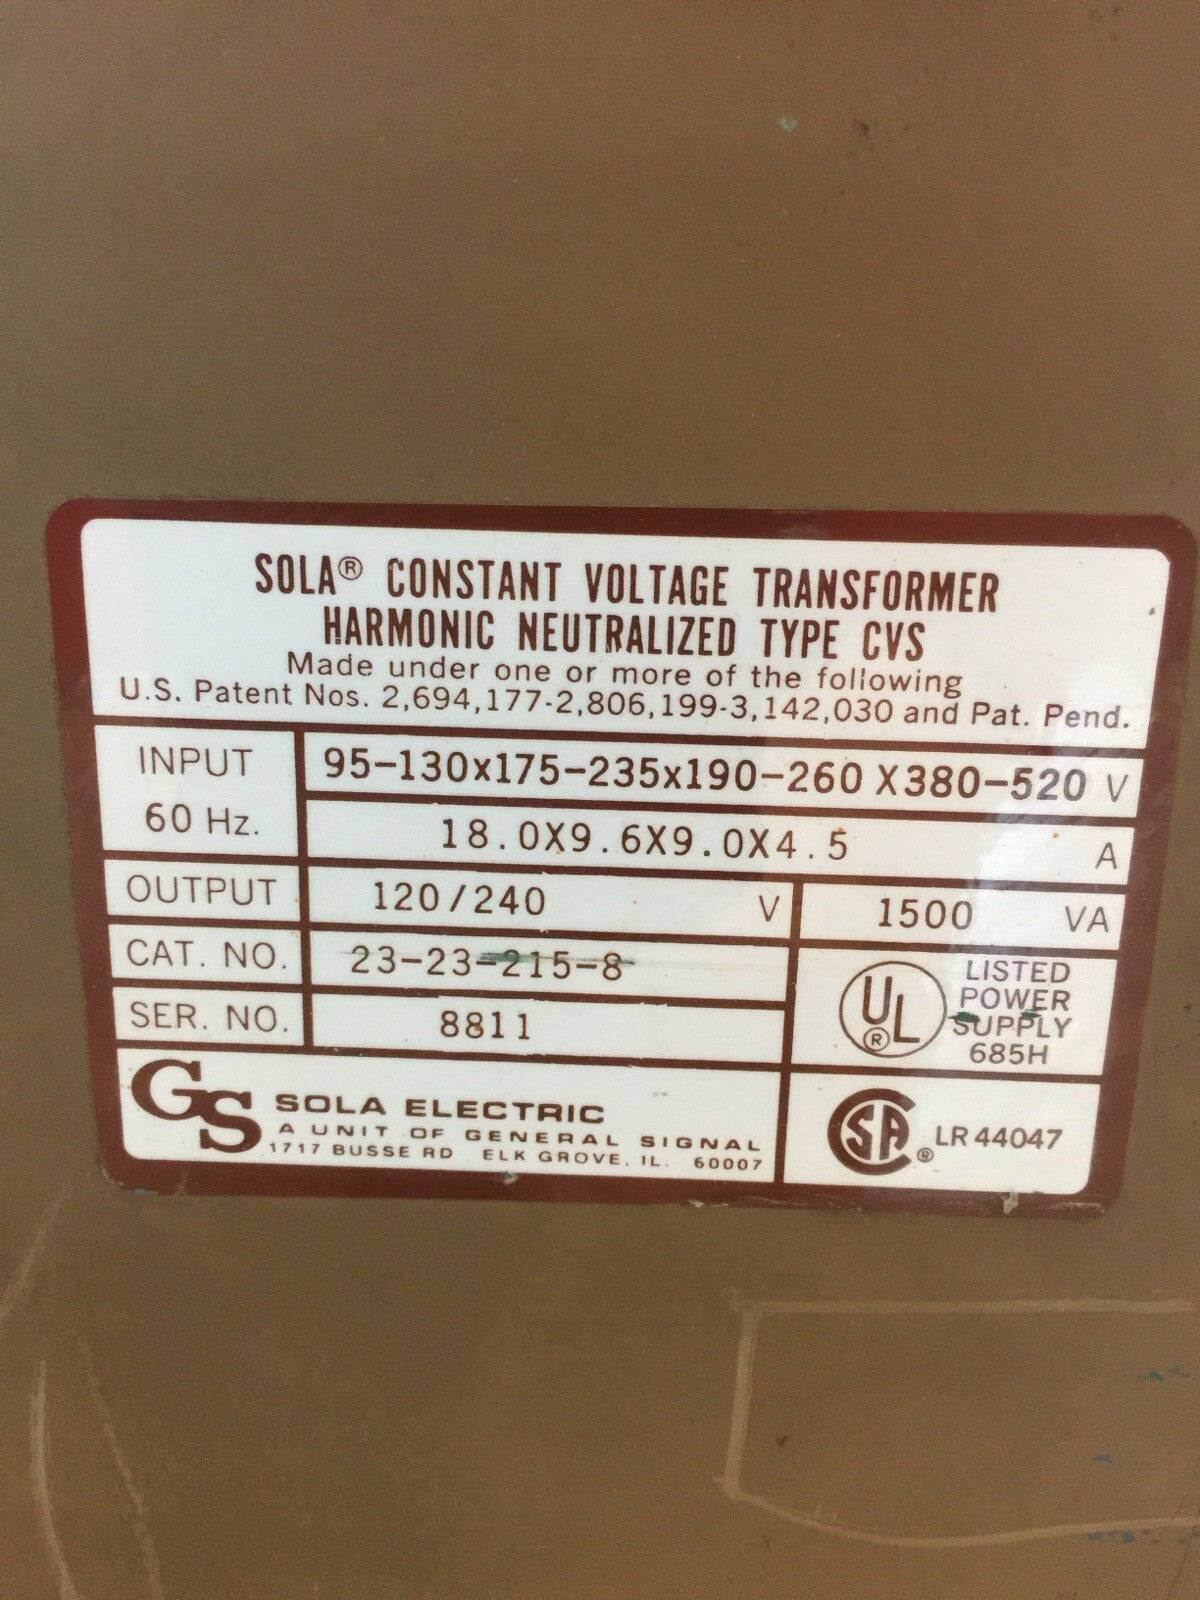 SOLA® CONSTANT VOLTAGE TRANSFORMER
HARMONIC NEUTRALIZED TYPE CVS
Made under one or more of the following
U.S. Patent Nos. 2,694,177-2,806,199-3,142,030 and Pat. Pend.
INPUT
60 Hz.
95-130x175-235x190-260 X380-520 V
18.0X9.6X9.0X4.5 A
OUTPUT 120/240 V 1500 VA
CAT. NO. 23-23-215-8
SER. NO. 8811
UL®
LISTED
POWER
SUPPLY
685H
GS
SOLA ELECTRIC
A UNIT OF GENERAL SIGNAL
1717 BUSSE RD ELK GROVE, IL. 60007
CSA® LR 44047